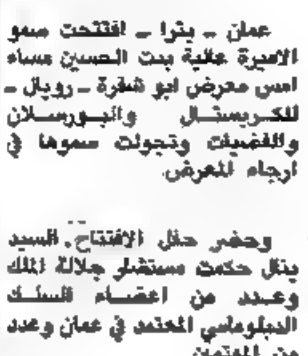 عمان - بترا - افتتحت سمو
الاميرة عالية بنت الحسين مساء
امس معرض ابو شقرة - رويال -
للكريستال والبورسلان
والفضيات وتجولت سموها في
ارجاء المعرض.
وحضر حفل الافتتاح، السيد
ينال حكمت مستشار جلالة الملك
وعدد من اعضاء السلك
الدبلوماسي المعتمد في عمان وعدد
من المدعوين